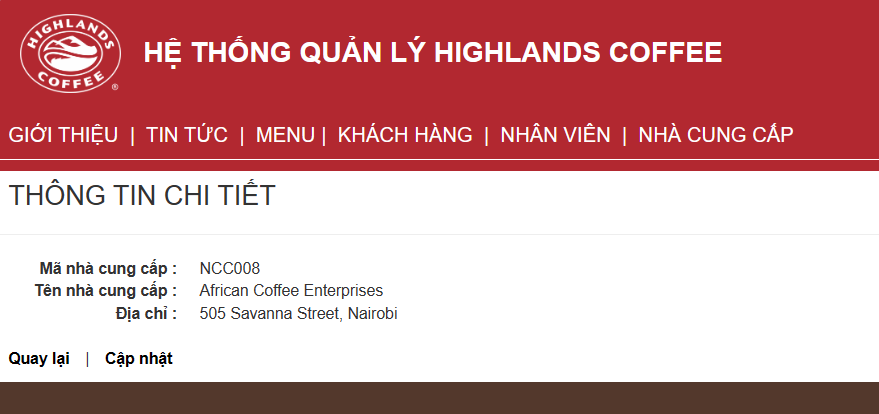 HIGHLANDS
COFFEE
®
HỆ THỐNG QUẢN LÝ HIGHLANDS COFFEE
GIỚI THIỆU | TIN TỨC | MENU | KHÁCH HÀNG | NHÂN VIÊN | NHÀ CUNG CẤP
THÔNG TIN CHI TIẾT
Mã nhà cung cấp : NCC008
Tên nhà cung cấp : African Coffee Enterprises
Địa chỉ : 505 Savanna Street, Nairobi
Quay lại | Cập nhật